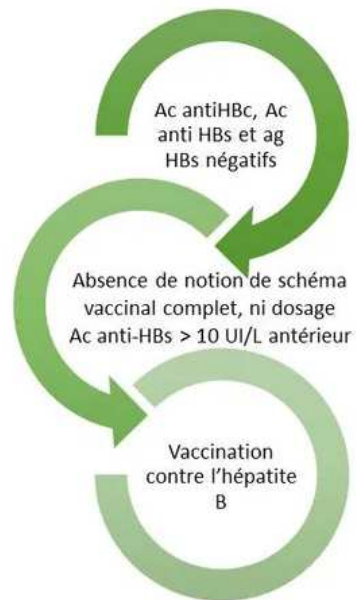 Ac antiHBc, Ac
anti HBs et ag
HBs négatifs
Absence de notion de schéma
vaccinal complet, ni dosage
Ac anti-HBs > 10 UI/L antérieur
Vaccination
contre l'hépatite
B